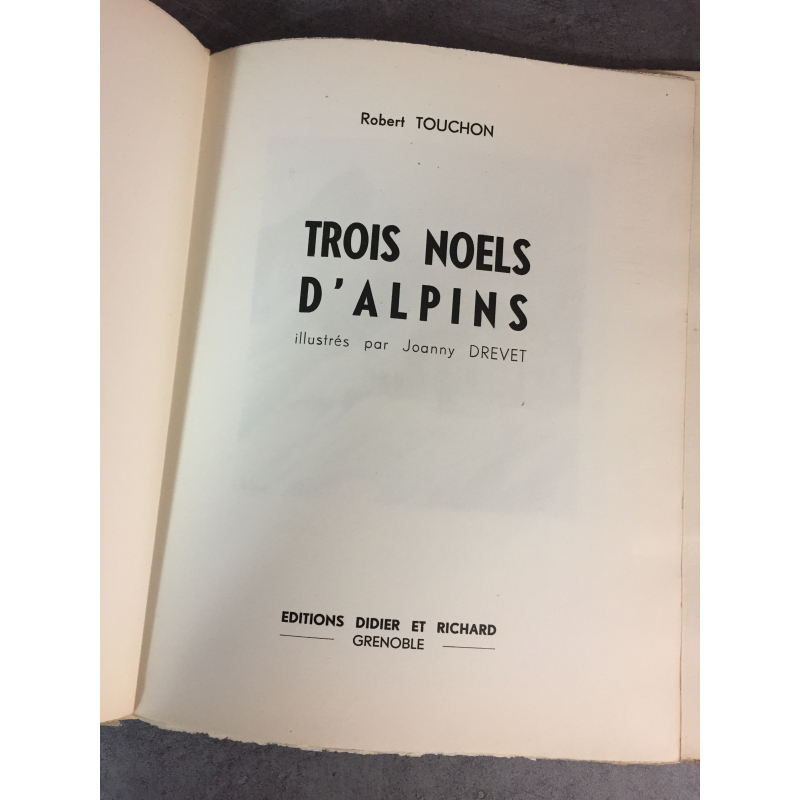 Robert TOUCHON
TROIS NOELS
D'ALPINS
illustrés par Joanny DREVET
EDITIONS DIDIER ET RICHARD
GRENOBLE